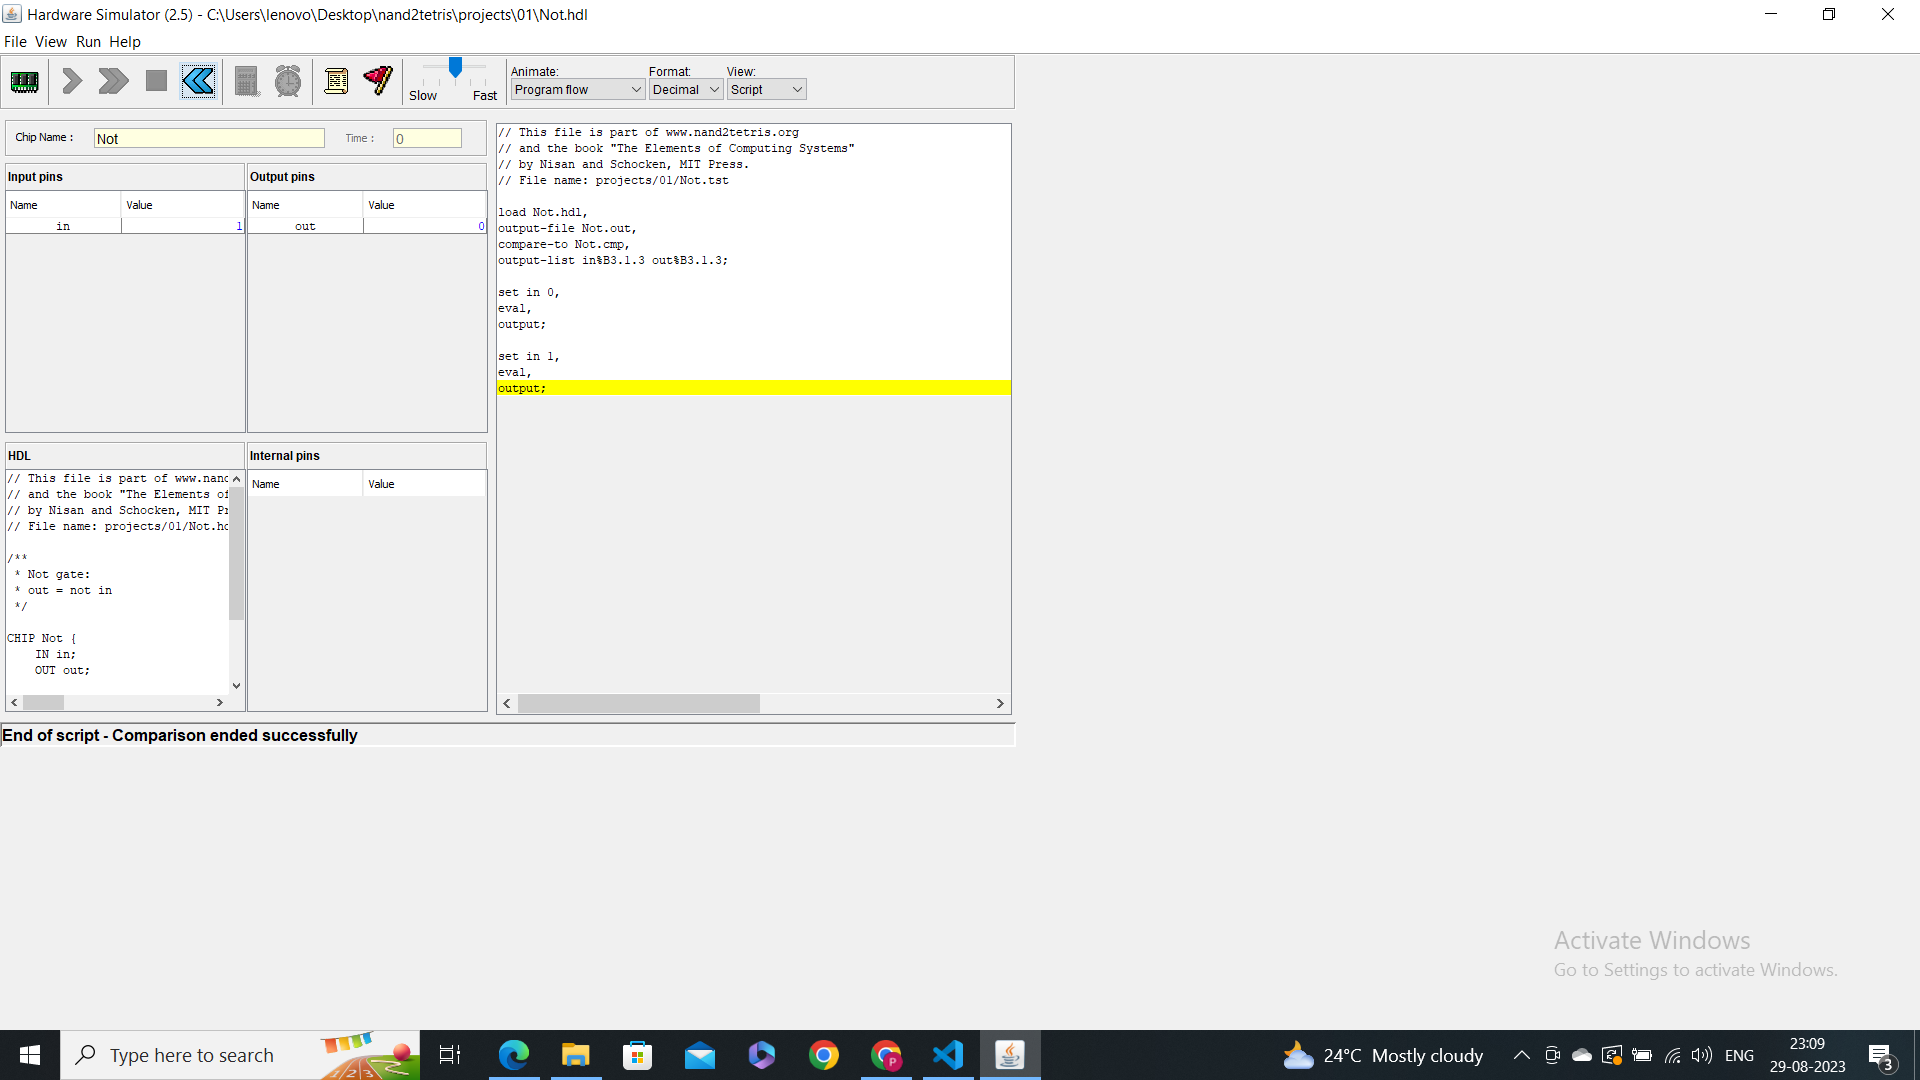 Hardware Simulator (2.5) - C:\Users\lenovo\Desktop\nand2tetris\projects\01\Not.hdl
File View Run Help
Slow Fast
Animate: Format: View:
Program flow Decimal Script
Chip Name : Not Time : 0
Input pins
Name Value
in 1
Output pins
Name Value
out 0
HDL
// This file is part of www.nand
// and the book "The Elements of
// by Nisan and Schocken, MIT Pr
// File name: projects/01/Not.hd
/**
* Not gate:
* out = not in
*/
CHIP Not {
IN in;
OUT out;
Internal pins
Name Value
// This file is part of www.nand2tetris.org
// and the book "The Elements of Computing Systems"
// by Nisan and Schocken, MIT Press.
// File name: projects/01/Not.tst
load Not.hdl,
output-file Not.out,
compare-to Not.cmp,
output-list in%B3.1.3 out%B3.1.3;
set in 0,
eval,
output;
set in 1,
eval,
output;
End of script - Comparison ended successfully
Activate Windows
Go to Settings to activate Windows.
Type here to search
1 2 3
P
24°C Mostly cloudy
ENG
23:09
29-08-2023
3